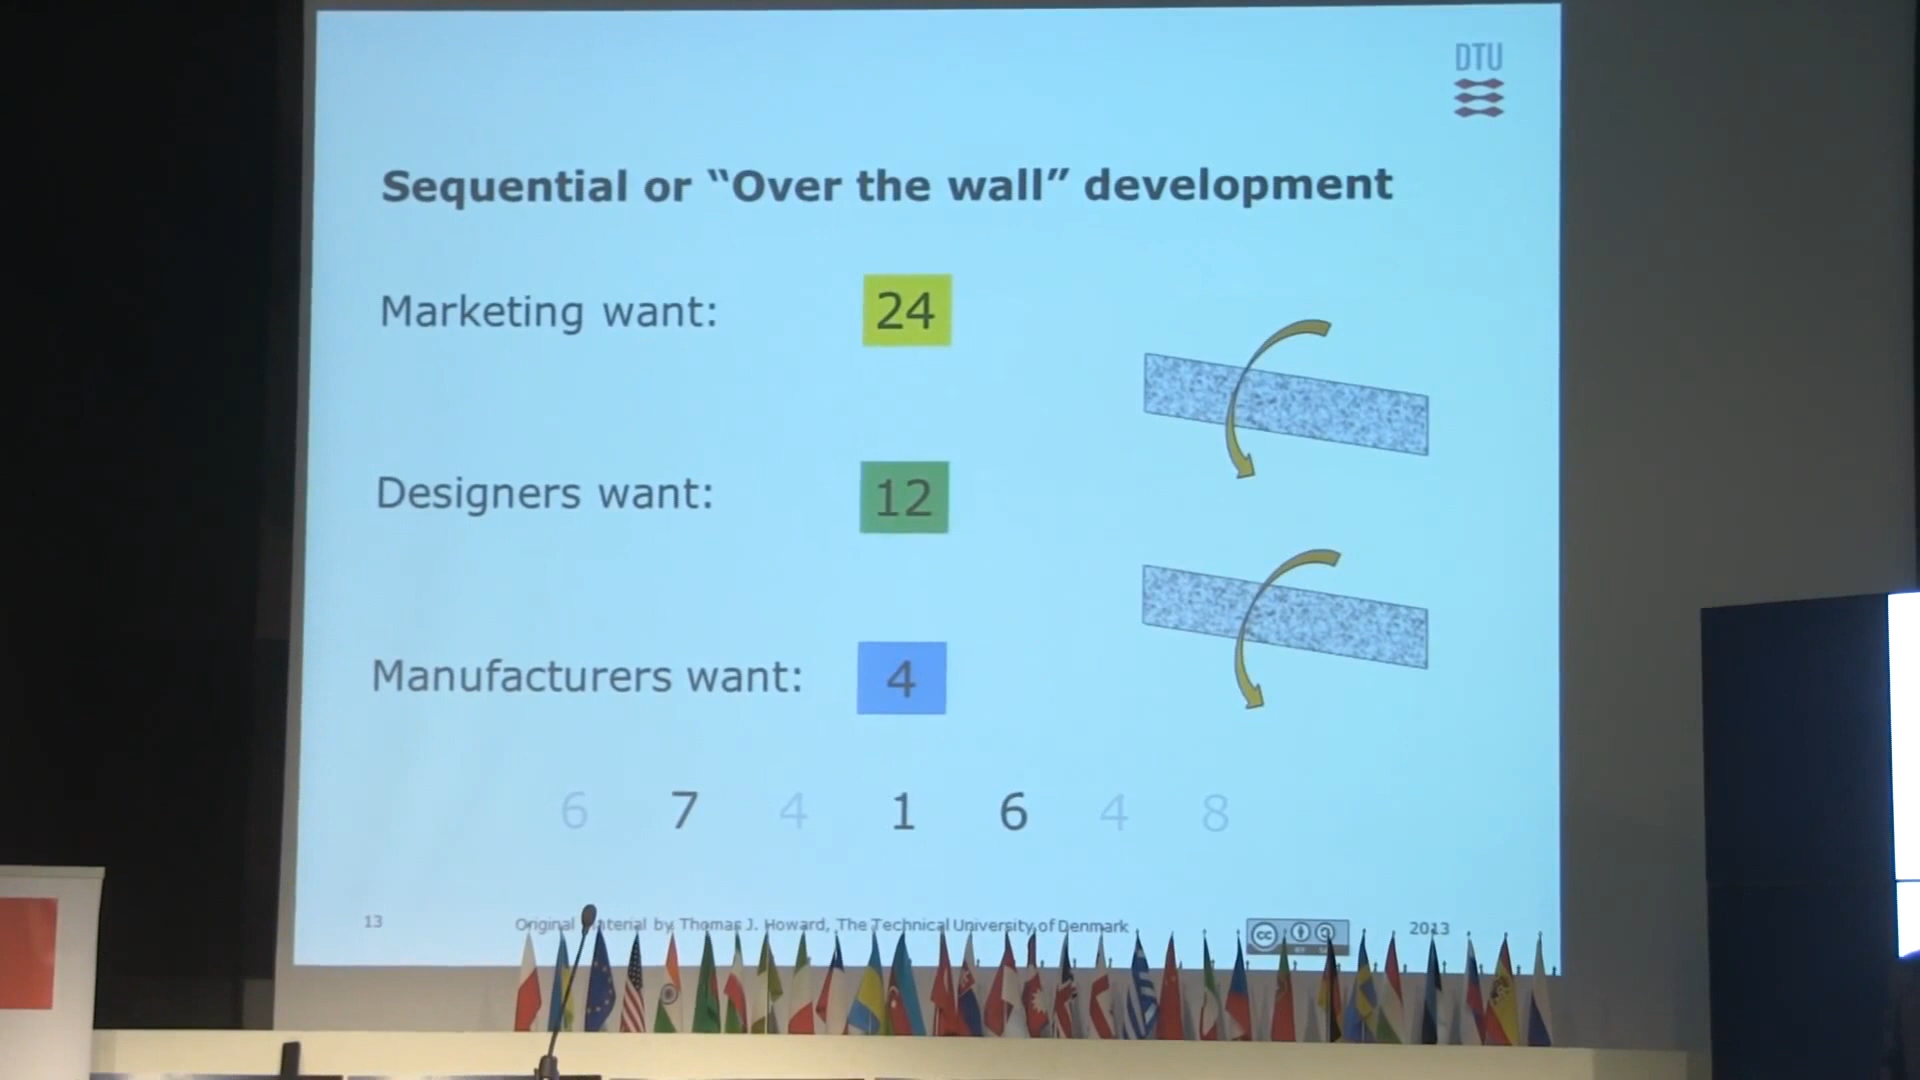 DTU
Sequential or “Over the wall” development
Marketing want: 24
Designers want: 12
Manufacturers want: 4
6 7 4 1 6 4 8
13 Original Material by Thomas J. Howard, The Technical University of Denmark 2013
cc